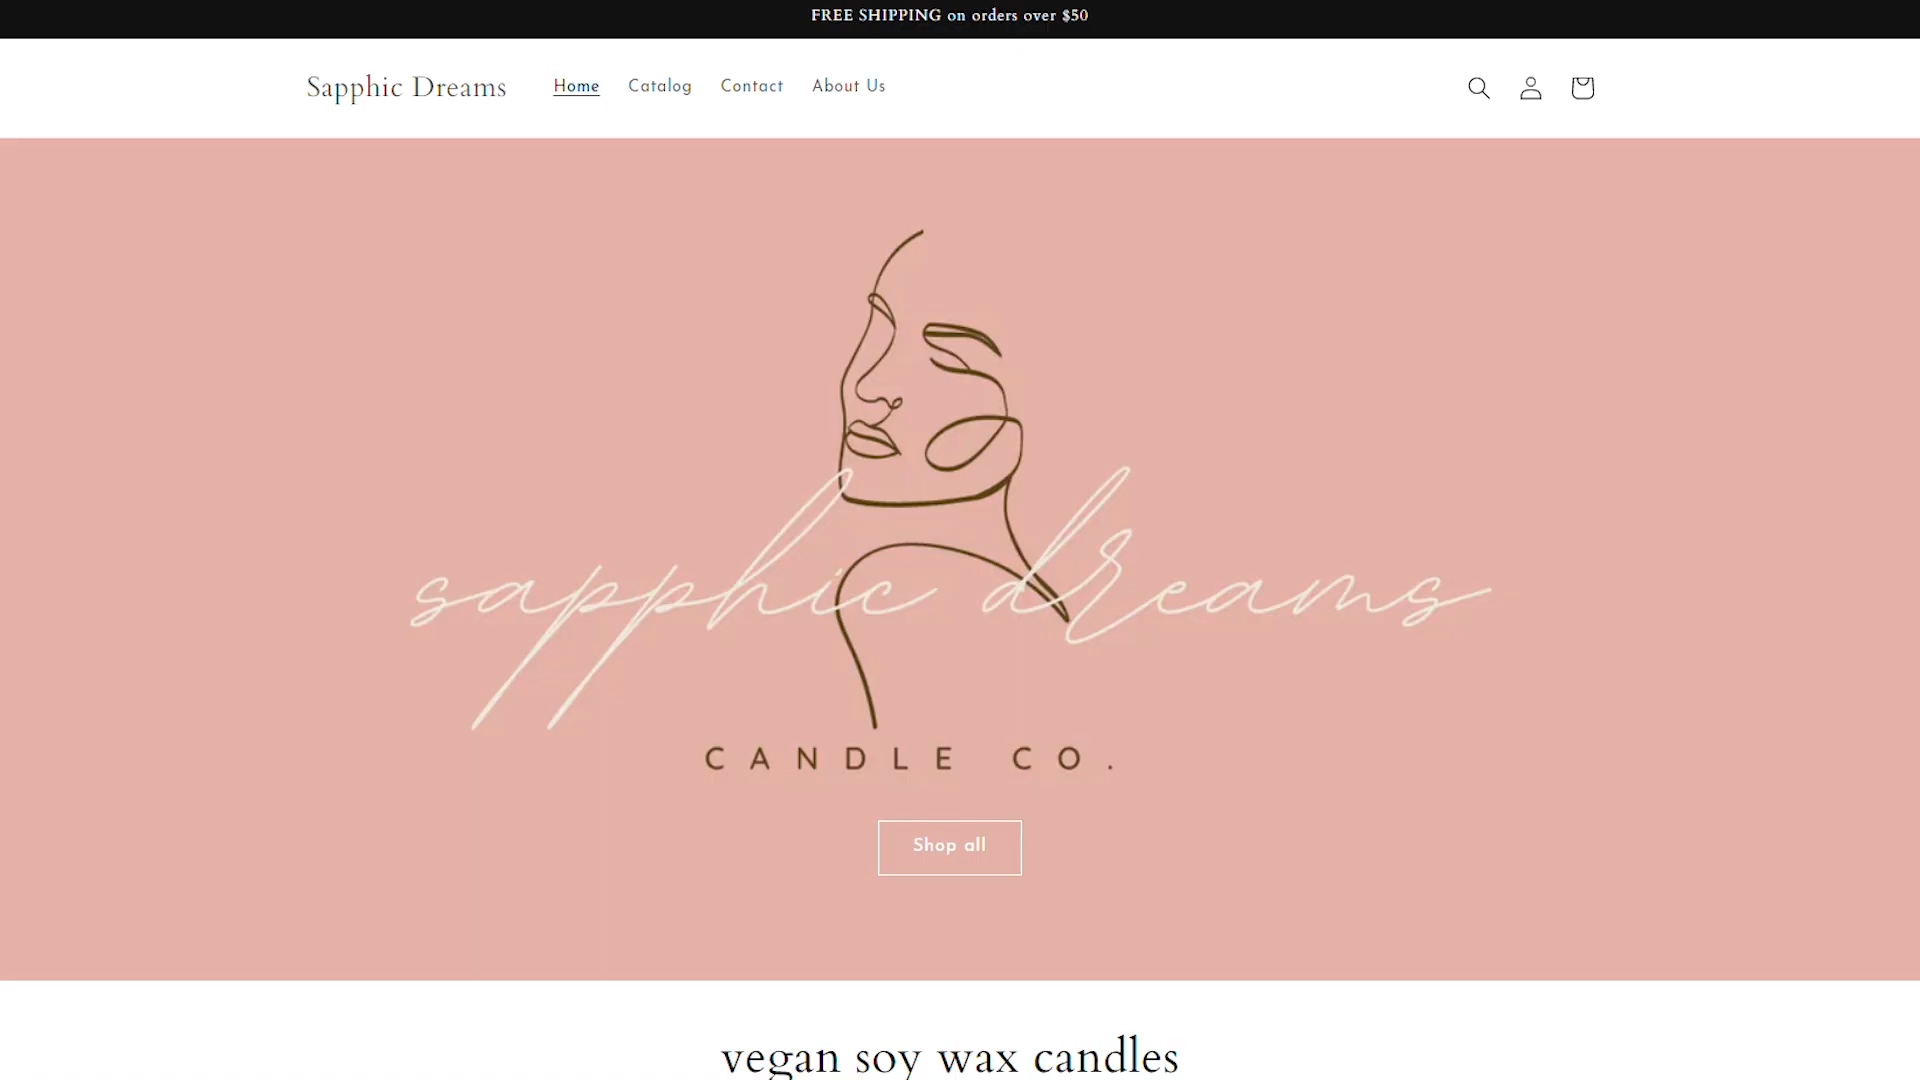 FREE SHIPPING on orders over $50
Sapphic Dreams
Home
Catalog
Contact
About Us
sapphic dreams
CANDLE CO.
Shop all
vegan soy wax candles